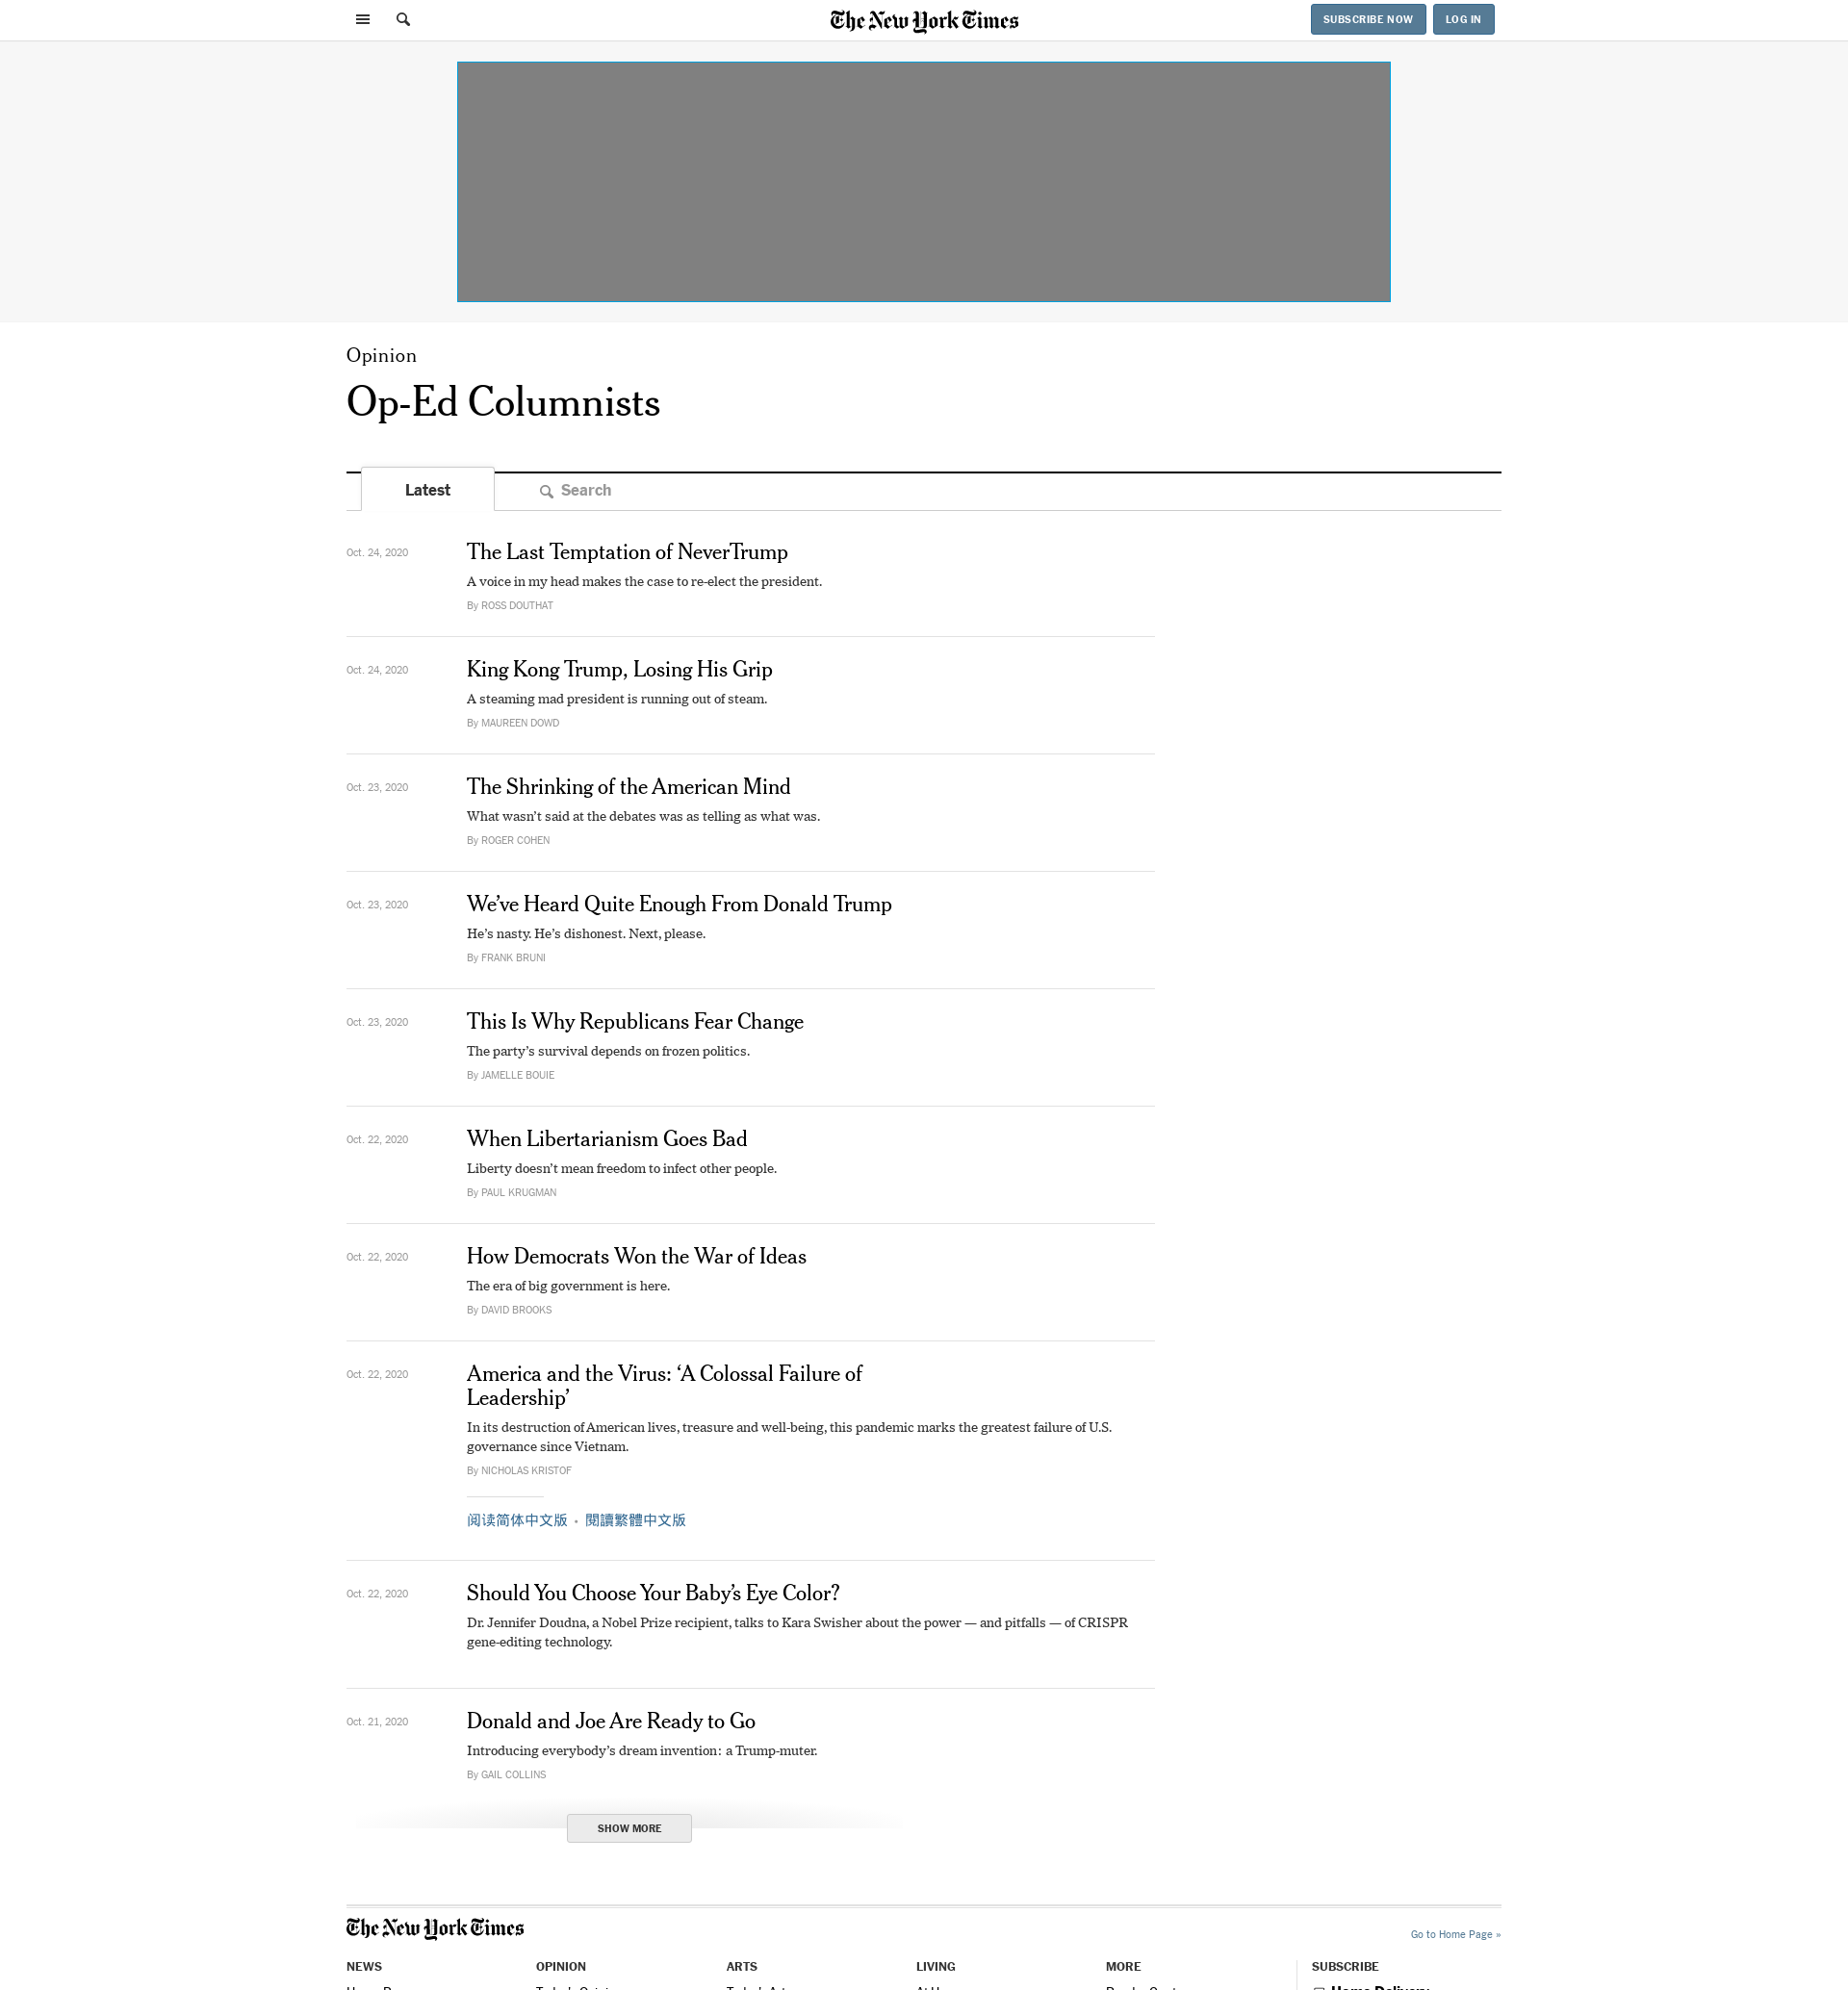 The New York Times
SUBSCRIBE NOW
LOG IN
Opinion
Op-Ed Columnists
Latest
Search
Oct. 24, 2020
The Last Temptation of NeverTrump
A voice in my head makes the case to re-elect the president.
By ROSS DOUTHAT
Oct. 24, 2020
King Kong Trump, Losing His Grip
A steaming mad president is running out of steam.
By MAUREEN DOWD
Oct. 23, 2020
The Shrinking of the American Mind
What wasn’t said at the debates was as telling as what was.
By ROGER COHEN
Oct. 23, 2020
We’ve Heard Quite Enough From Donald Trump
He’s nasty. He’s dishonest. Next, please.
By FRANK BRUNI
Oct. 23, 2020
This Is Why Republicans Fear Change
The party’s survival depends on frozen politics.
By JAMELLE BOUIE
Oct. 22, 2020
When Libertarianism Goes Bad
Liberty doesn’t mean freedom to infect other people.
By PAUL KRUGMAN
Oct. 22, 2020
How Democrats Won the War of Ideas
The era of big government is here.
By DAVID BROOKS
Oct. 22, 2020
America and the Virus: ‘A Colossal Failure of
Leadership’
In its destruction of American lives, treasure and well-being, this pandemic marks the greatest failure of U.S.
governance since Vietnam.
By NICHOLAS KRISTOF
阅读简体中文版 • 閱讀繁體中文版
Oct. 22, 2020
Should You Choose Your Baby’s Eye Color?
Dr. Jennifer Doudna, a Nobel Prize recipient, talks to Kara Swisher about the power — and pitfalls — of CRISPR
gene-editing technology.
Oct. 21, 2020
Donald and Joe Are Ready to Go
Introducing everybody’s dream invention: a Trump-muter.
By GAIL COLLINS
SHOW MORE
The New York Times
Go to Home Page »
NEWS
OPINION
ARTS
LIVING
MORE
SUBSCRIBE
Home Delivery